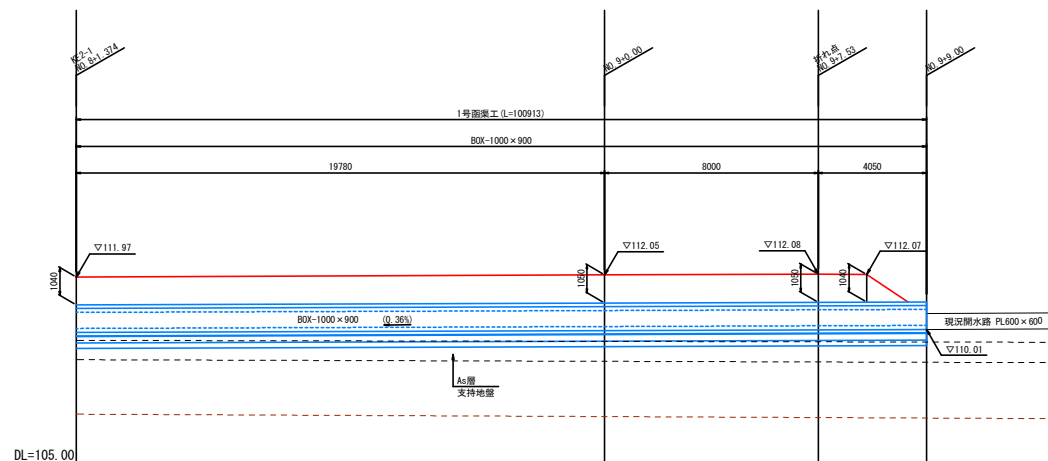 KE2-1
NO.8+1.374
NO.9+0.00
折れ点
NO.9+7.53
NO.9+9.00
1号函渠工(L=100913)
BOX-1000×900
19780
8000
4050
▽111.97
▽112.05
▽112.08
▽112.07
1040
1050
1050
1040
BOX-1000×900 (0.36%)
現況開水路 PL600×600
▽110.01
As層
支持地盤
DL=105.00